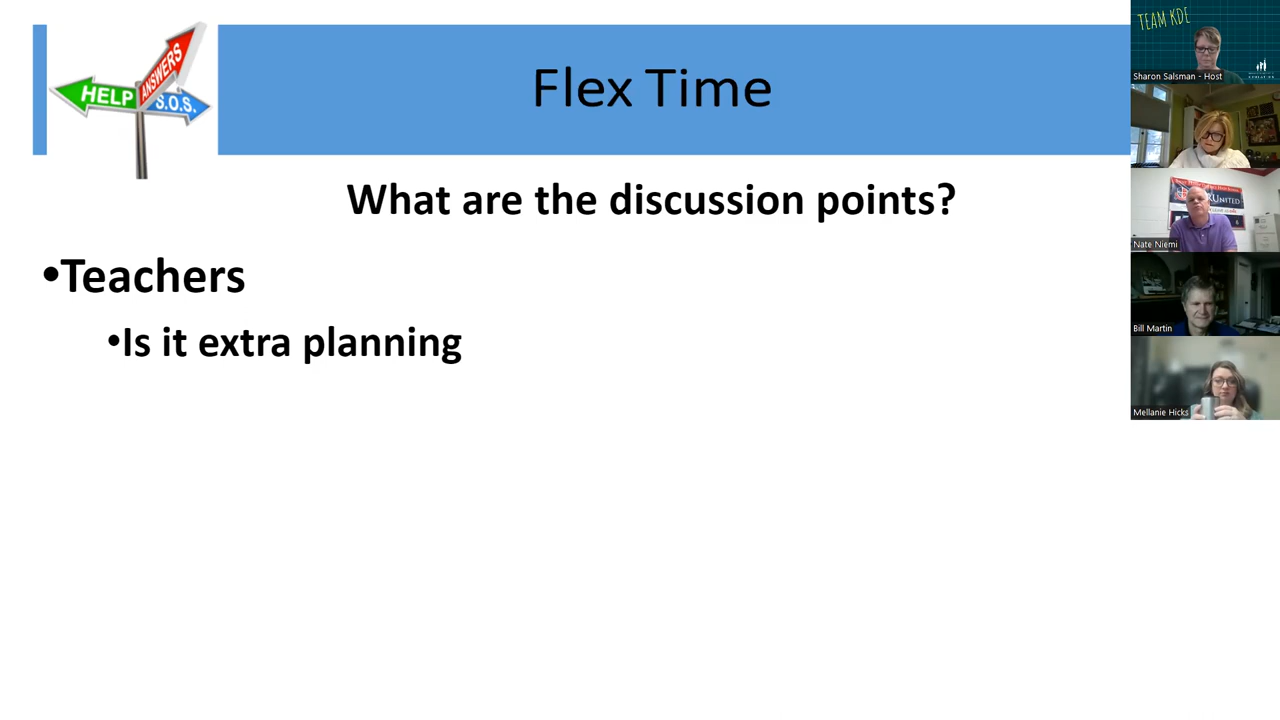 HELP
ANSWERS
S.O.S.
Flex Time
What are the discussion points?
•Teachers
•Is it extra planning
TEAM KDE
Sharon Salsman - Host
UNITED
Nate Niemi
Bill Martin
Mellanie Hicks